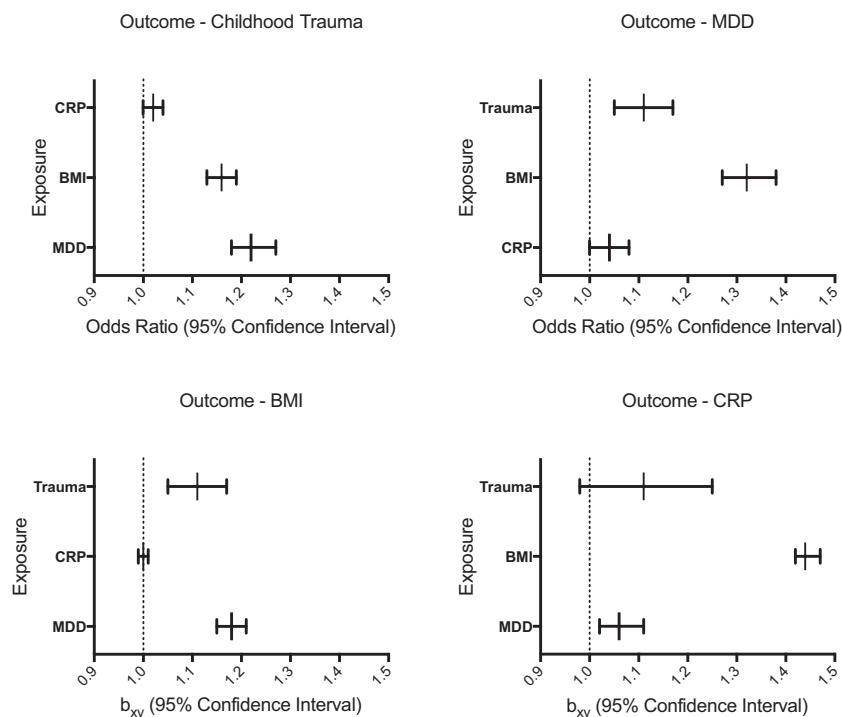 Outcome - Childhood Trauma
Exposure
CRP
BMI
MDD
0.9 1.0 1.1 1.2 1.3 1.4 1.5
Odds Ratio (95% Confidence Interval)
Outcome - MDD
Exposure
Trauma
BMI
CRP
0.9 1.0 1.1 1.2 1.3 1.4 1.5
Odds Ratio (95% Confidence Interval)
Outcome - BMI
Exposure
Trauma
CRP
MDD
0.9 1.0 1.1 1.2 1.3 1.4 1.5
bxy (95% Confidence Interval)
Outcome - CRP
Exposure
Trauma
BMI
MDD
0.9 1.0 1.1 1.2 1.3 1.4 1.5
bxy (95% Confidence Interval)